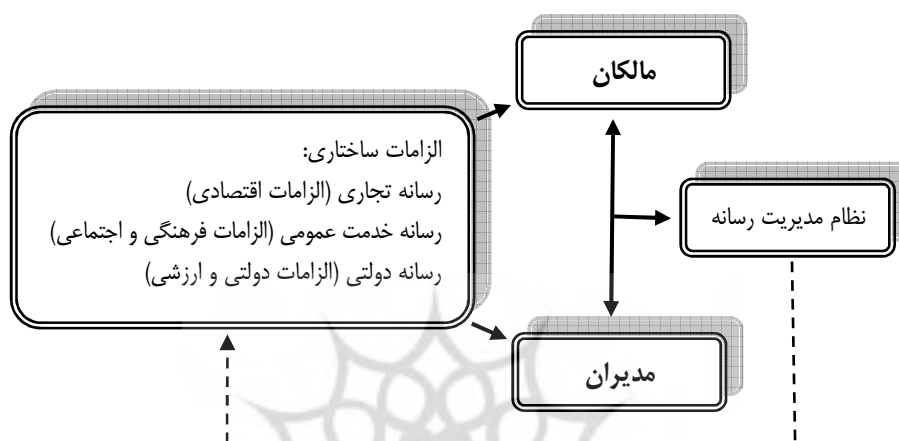 مالکان
الزامات ساختاری:
رسانه تجاری (الزامات اقتصادی)
رسانه خدمت عمومی (الزامات فرهنگی و اجتماعی)
رسانه دولتی (الزامات دولتی و ارزشی)
نظام مدیریت رسانه
مدیران